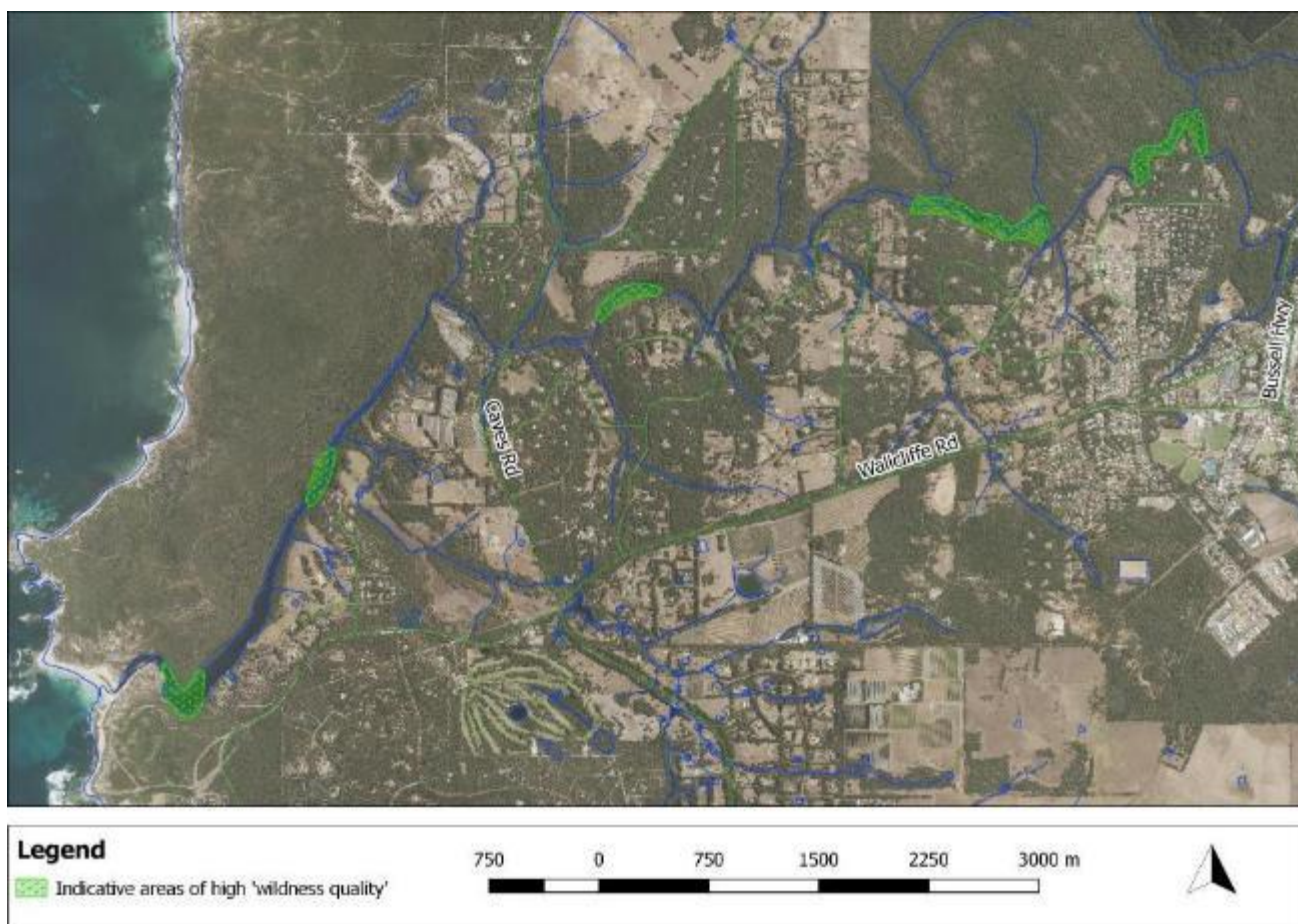 Caves Rd
Wallcliffe Rd
Bussell Hwy
Legend
Indicative areas of high 'wildness quality'
750 0 750 1500 2250 3000 m